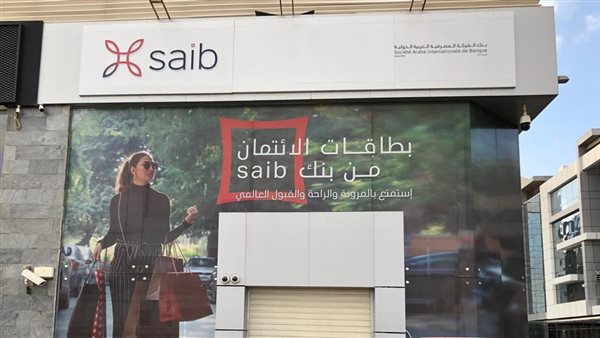 saib
بنك الشركة المصرفية العربية الدولية
Société Arabe internationale de Banque
بطاقات الائتمان
من بنك saib
إستمتع بالمرونة والراحة والقبول العالمي